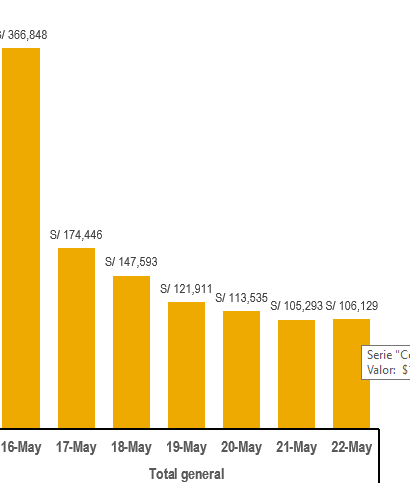 S/ 366,848
S/ 174,446
S/ 147,593
S/ 121,911
S/ 113,535
S/ 105,293
S/ 106,129
Serie "C
Valor: $
16-May 17-May 18-May 19-May 20-May 21-May 22-May
Total general